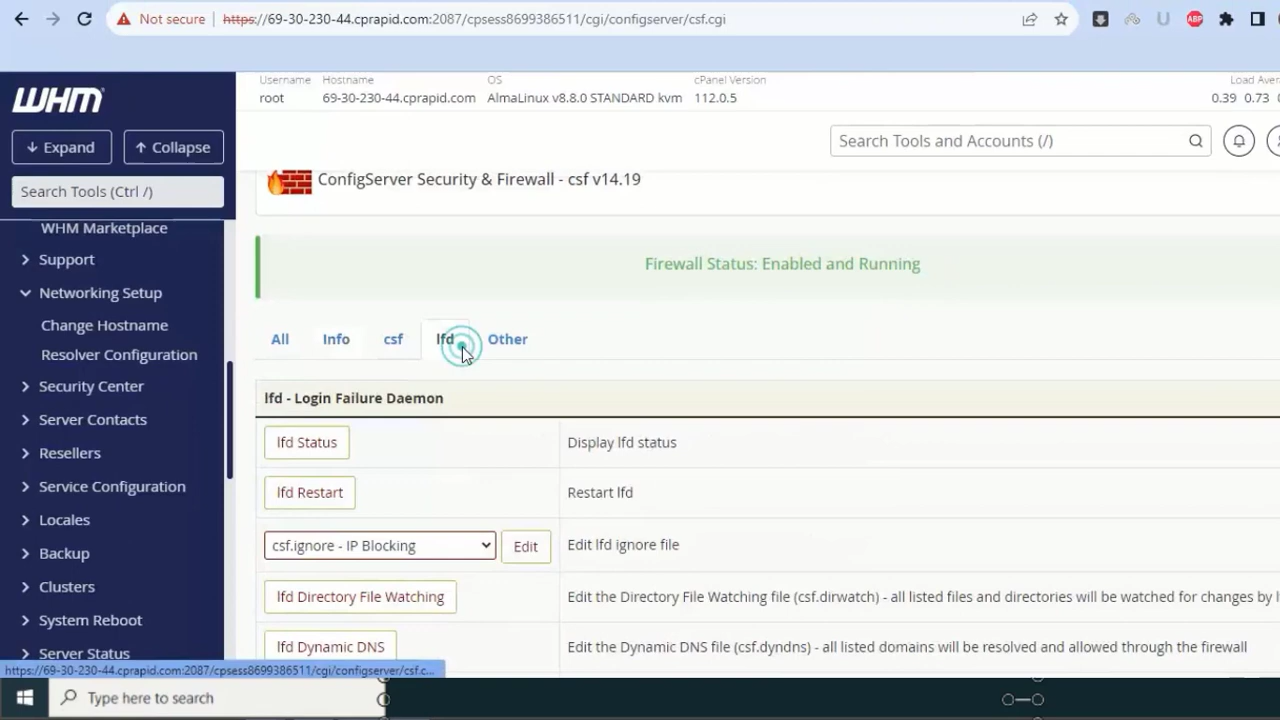 Not secure https://69-30-230-44.cprapid.com:2087/cpsess8699386511/cgi/configserver/csf.cgi
ABP
WHM
Username Hostname OS cPanel Version Load Aver
root 69-30-230-44.cprapid.com AlmaLinux v8.8.0 STANDARD kvm 112.0.5 0.39 0.73
Expand Collapse
Search Tools and Accounts (/)
Search Tools (Ctrl /)
ConfigServer Security & Firewall - csf v14.19
WHM Marketplace
Support
Networking Setup
Change Hostname
Resolver Configuration
Security Center
Server Contacts
Resellers
Service Configuration
Locales
Backup
Clusters
System Reboot
Server Status
Firewall Status: Enabled and Running
All Info csf lfd Other
lfd - Login Failure Daemon
lfd Status Display lfd status
lfd Restart Restart lfd
csf.ignore - IP Blocking Edit Edit lfd ignore file
lfd Directory File Watching Edit the Directory File Watching file (csf.dirwatch) - all listed files and directories will be watched for changes by l
lfd Dynamic DNS Edit the Dynamic DNS file (csf.dyndns) - all listed domains will be resolved and allowed through the firewall
https://69-30-230-44.cprapid.com:2087/cpsess8699386511/cgi/configserver/csf.c...
Type here to search